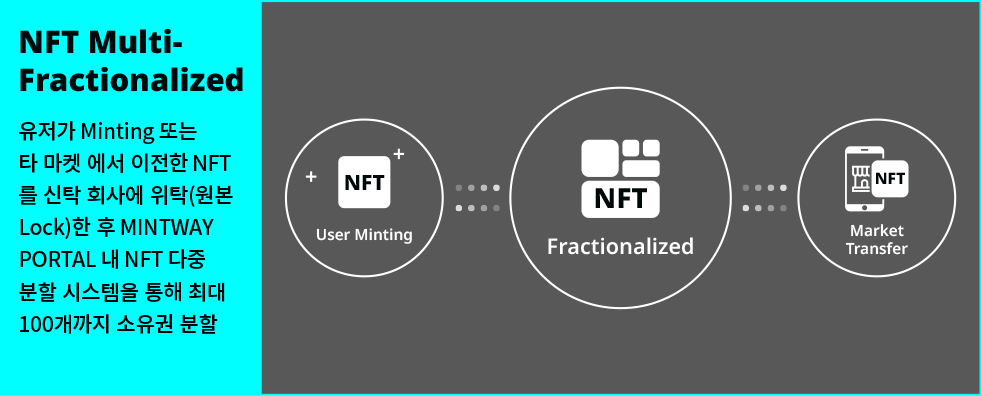 NFT Multi-
Fractionalized
유저가 Minting 또는
타 마켓 에서 이전한 NFT
를 신탁 회사에 위탁(원본
Lock)한 후 MINTWAY
PORTAL 내 NFT 다중
분할 시스템을 통해 최대
100개까지 소유권 분할
NFT
User Minting
NFT
Fractionalized
NFT
Market
Transfer